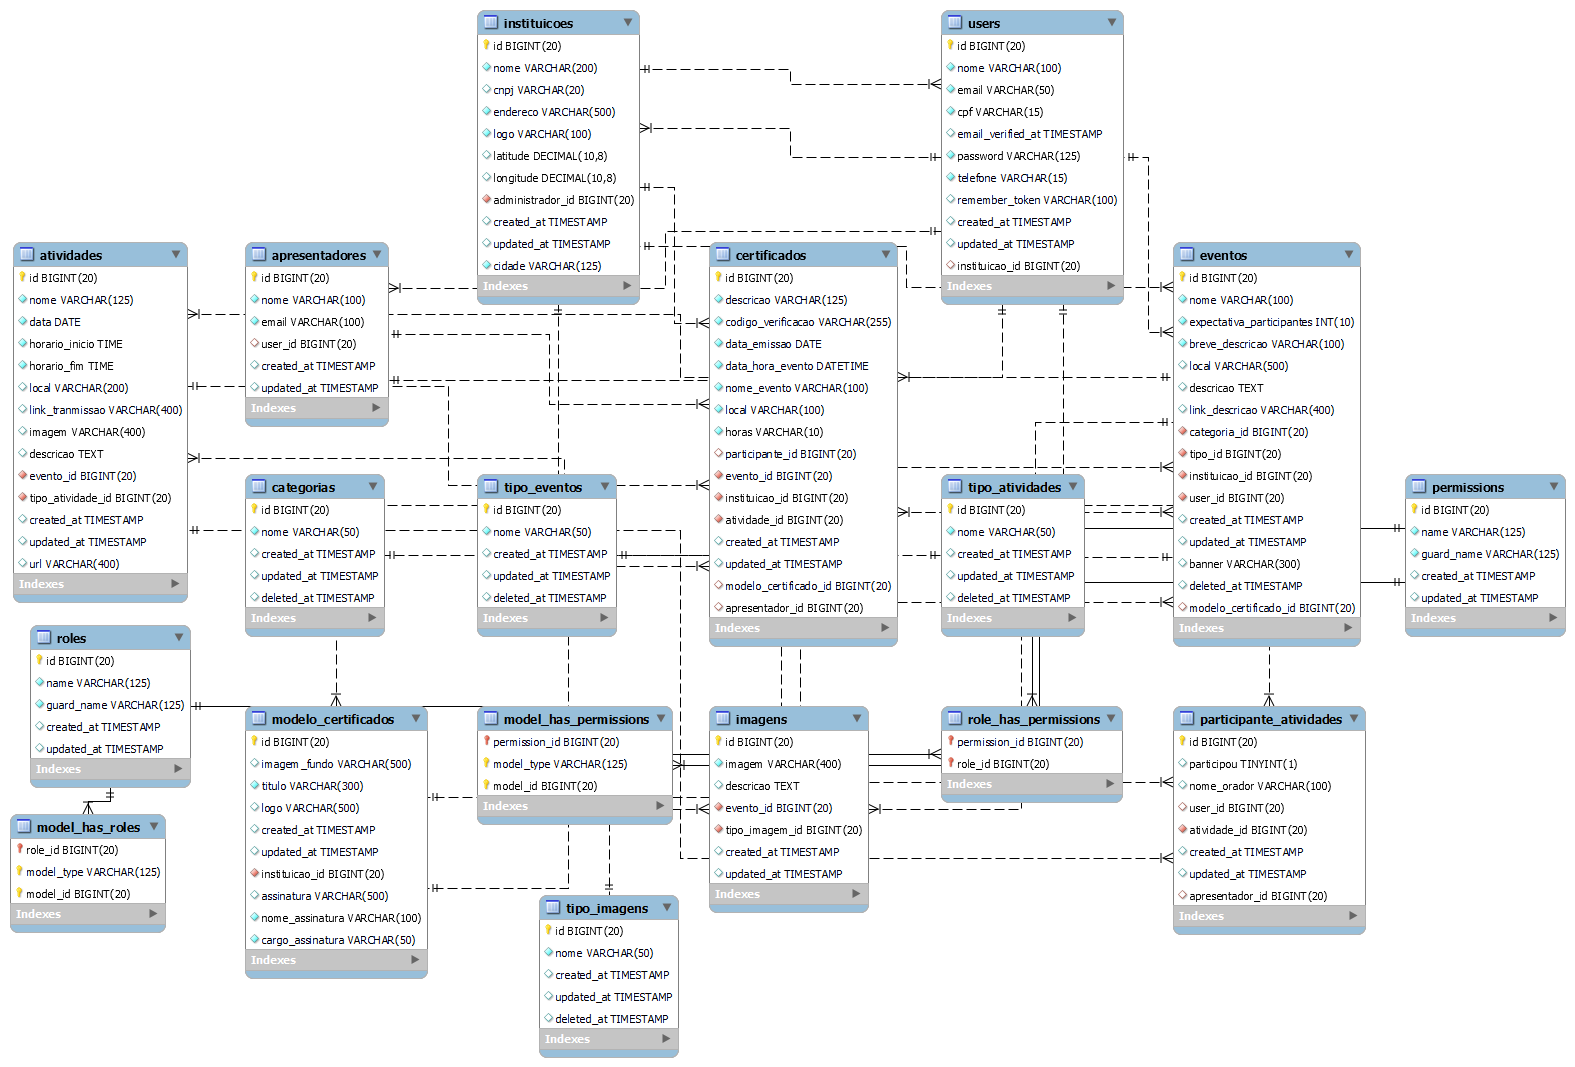 instituicoes
id BIGINT(20)
nome VARCHAR(200)
cnpj VARCHAR(20)
endereco VARCHAR(500)
logo VARCHAR(100)
latitude DECIMAL(10,8)
longitude DECIMAL(10,8)
administrador_id BIGINT(20)
created_at TIMESTAMP
updated_at TIMESTAMP
cidade VARCHAR(125)
Indexes
users
id BIGINT(20)
nome VARCHAR(100)
email VARCHAR(50)
cpf VARCHAR(15)
email_verified_at TIMESTAMP
password VARCHAR(125)
telefone VARCHAR(15)
remember_token VARCHAR(100)
created_at TIMESTAMP
updated_at TIMESTAMP
instituicao_id BIGINT(20)
Indexes
atividades
id BIGINT(20)
nome VARCHAR(125)
data DATE
horario_inicio TIME
horario_fim TIME
local VARCHAR(200)
link_tranmissao VARCHAR(400)
imagem VARCHAR(400)
descricao TEXT
evento_id BIGINT(20)
tipo_atividade_id BIGINT(20)
created_at TIMESTAMP
updated_at TIMESTAMP
url VARCHAR(400)
Indexes
apresentadores
id BIGINT(20)
nome VARCHAR(100)
email VARCHAR(100)
user_id BIGINT(20)
created_at TIMESTAMP
updated_at TIMESTAMP
Indexes
certificados
id BIGINT(20)
descricao VARCHAR(125)
codigo_verificacao VARCHAR(255)
data_emissao DATE
data_hora_evento DATETIME
nome_evento VARCHAR(100)
local VARCHAR(100)
horas VARCHAR(10)
participante_id BIGINT(20)
evento_id BIGINT(20)
instituicao_id BIGINT(20)
atividade_id BIGINT(20)
created_at TIMESTAMP
updated_at TIMESTAMP
modelo_certificado_id BIGINT(20)
apresentador_id BIGINT(20)
Indexes
eventos
id BIGINT(20)
nome VARCHAR(100)
expectativa_participantes INT(10)
breve_descricao VARCHAR(100)
local VARCHAR(500)
descricao TEXT
link_descricao VARCHAR(400)
categoria_id BIGINT(20)
tipo_id BIGINT(20)
instituicao_id BIGINT(20)
user_id BIGINT(20)
created_at TIMESTAMP
updated_at TIMESTAMP
banner VARCHAR(300)
deleted_at TIMESTAMP
modelo_certificado_id BIGINT(20)
Indexes
categorias
id BIGINT(20)
nome VARCHAR(50)
created_at TIMESTAMP
updated_at TIMESTAMP
deleted_at TIMESTAMP
Indexes
tipo_eventos
id BIGINT(20)
nome VARCHAR(50)
created_at TIMESTAMP
updated_at TIMESTAMP
deleted_at TIMESTAMP
Indexes
tipo_atividades
id BIGINT(20)
nome VARCHAR(50)
created_at TIMESTAMP
updated_at TIMESTAMP
deleted_at TIMESTAMP
Indexes
permissions
id BIGINT(20)
name VARCHAR(125)
guard_name VARCHAR(125)
created_at TIMESTAMP
updated_at TIMESTAMP
Indexes
roles
id BIGINT(20)
name VARCHAR(125)
guard_name VARCHAR(125)
created_at TIMESTAMP
updated_at TIMESTAMP
Indexes
modelo_certificados
id BIGINT(20)
imagem_fundo VARCHAR(500)
titulo VARCHAR(300)
logo VARCHAR(500)
created_at TIMESTAMP
updated_at TIMESTAMP
instituicao_id BIGINT(20)
assinatura VARCHAR(500)
nome_assinatura VARCHAR(100)
cargo_assinatura VARCHAR(50)
Indexes
model_has_permissions
permission_id BIGINT(20)
model_type VARCHAR(125)
model_id BIGINT(20)
Indexes
imagens
id BIGINT(20)
imagem VARCHAR(400)
descricao TEXT
evento_id BIGINT(20)
tipo_imagem_id BIGINT(20)
created_at TIMESTAMP
updated_at TIMESTAMP
Indexes
role_has_permissions
permission_id BIGINT(20)
role_id BIGINT(20)
Indexes
participante_atividades
id BIGINT(20)
participou TINYINT(1)
nome_orador VARCHAR(100)
user_id BIGINT(20)
atividade_id BIGINT(20)
created_at TIMESTAMP
updated_at TIMESTAMP
apresentador_id BIGINT(20)
Indexes
model_has_roles
role_id BIGINT(20)
model_type VARCHAR(125)
model_id BIGINT(20)
Indexes
tipo_imagens
id BIGINT(20)
nome VARCHAR(50)
created_at TIMESTAMP
updated_at TIMESTAMP
deleted_at TIMESTAMP
Indexes